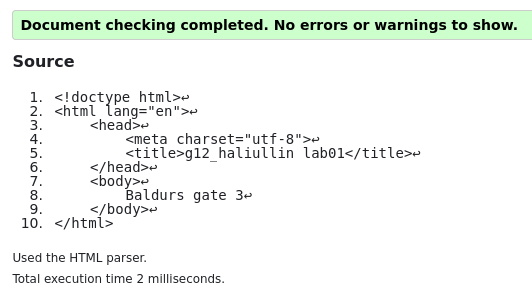 Document checking completed. No errors or warnings to show.
Source
1. <!doctype html>↩
2. <html lang="en">↩
3. <head>↩
4. <meta charset="utf-8">↩
5. <title>g12_haliullin lab01</title>↩
6. </head>↩
7. <body>↩
8. Baldurs gate 3↩
9. </body>↩
10. </html>
Used the HTML parser.
Total execution time 2 milliseconds.